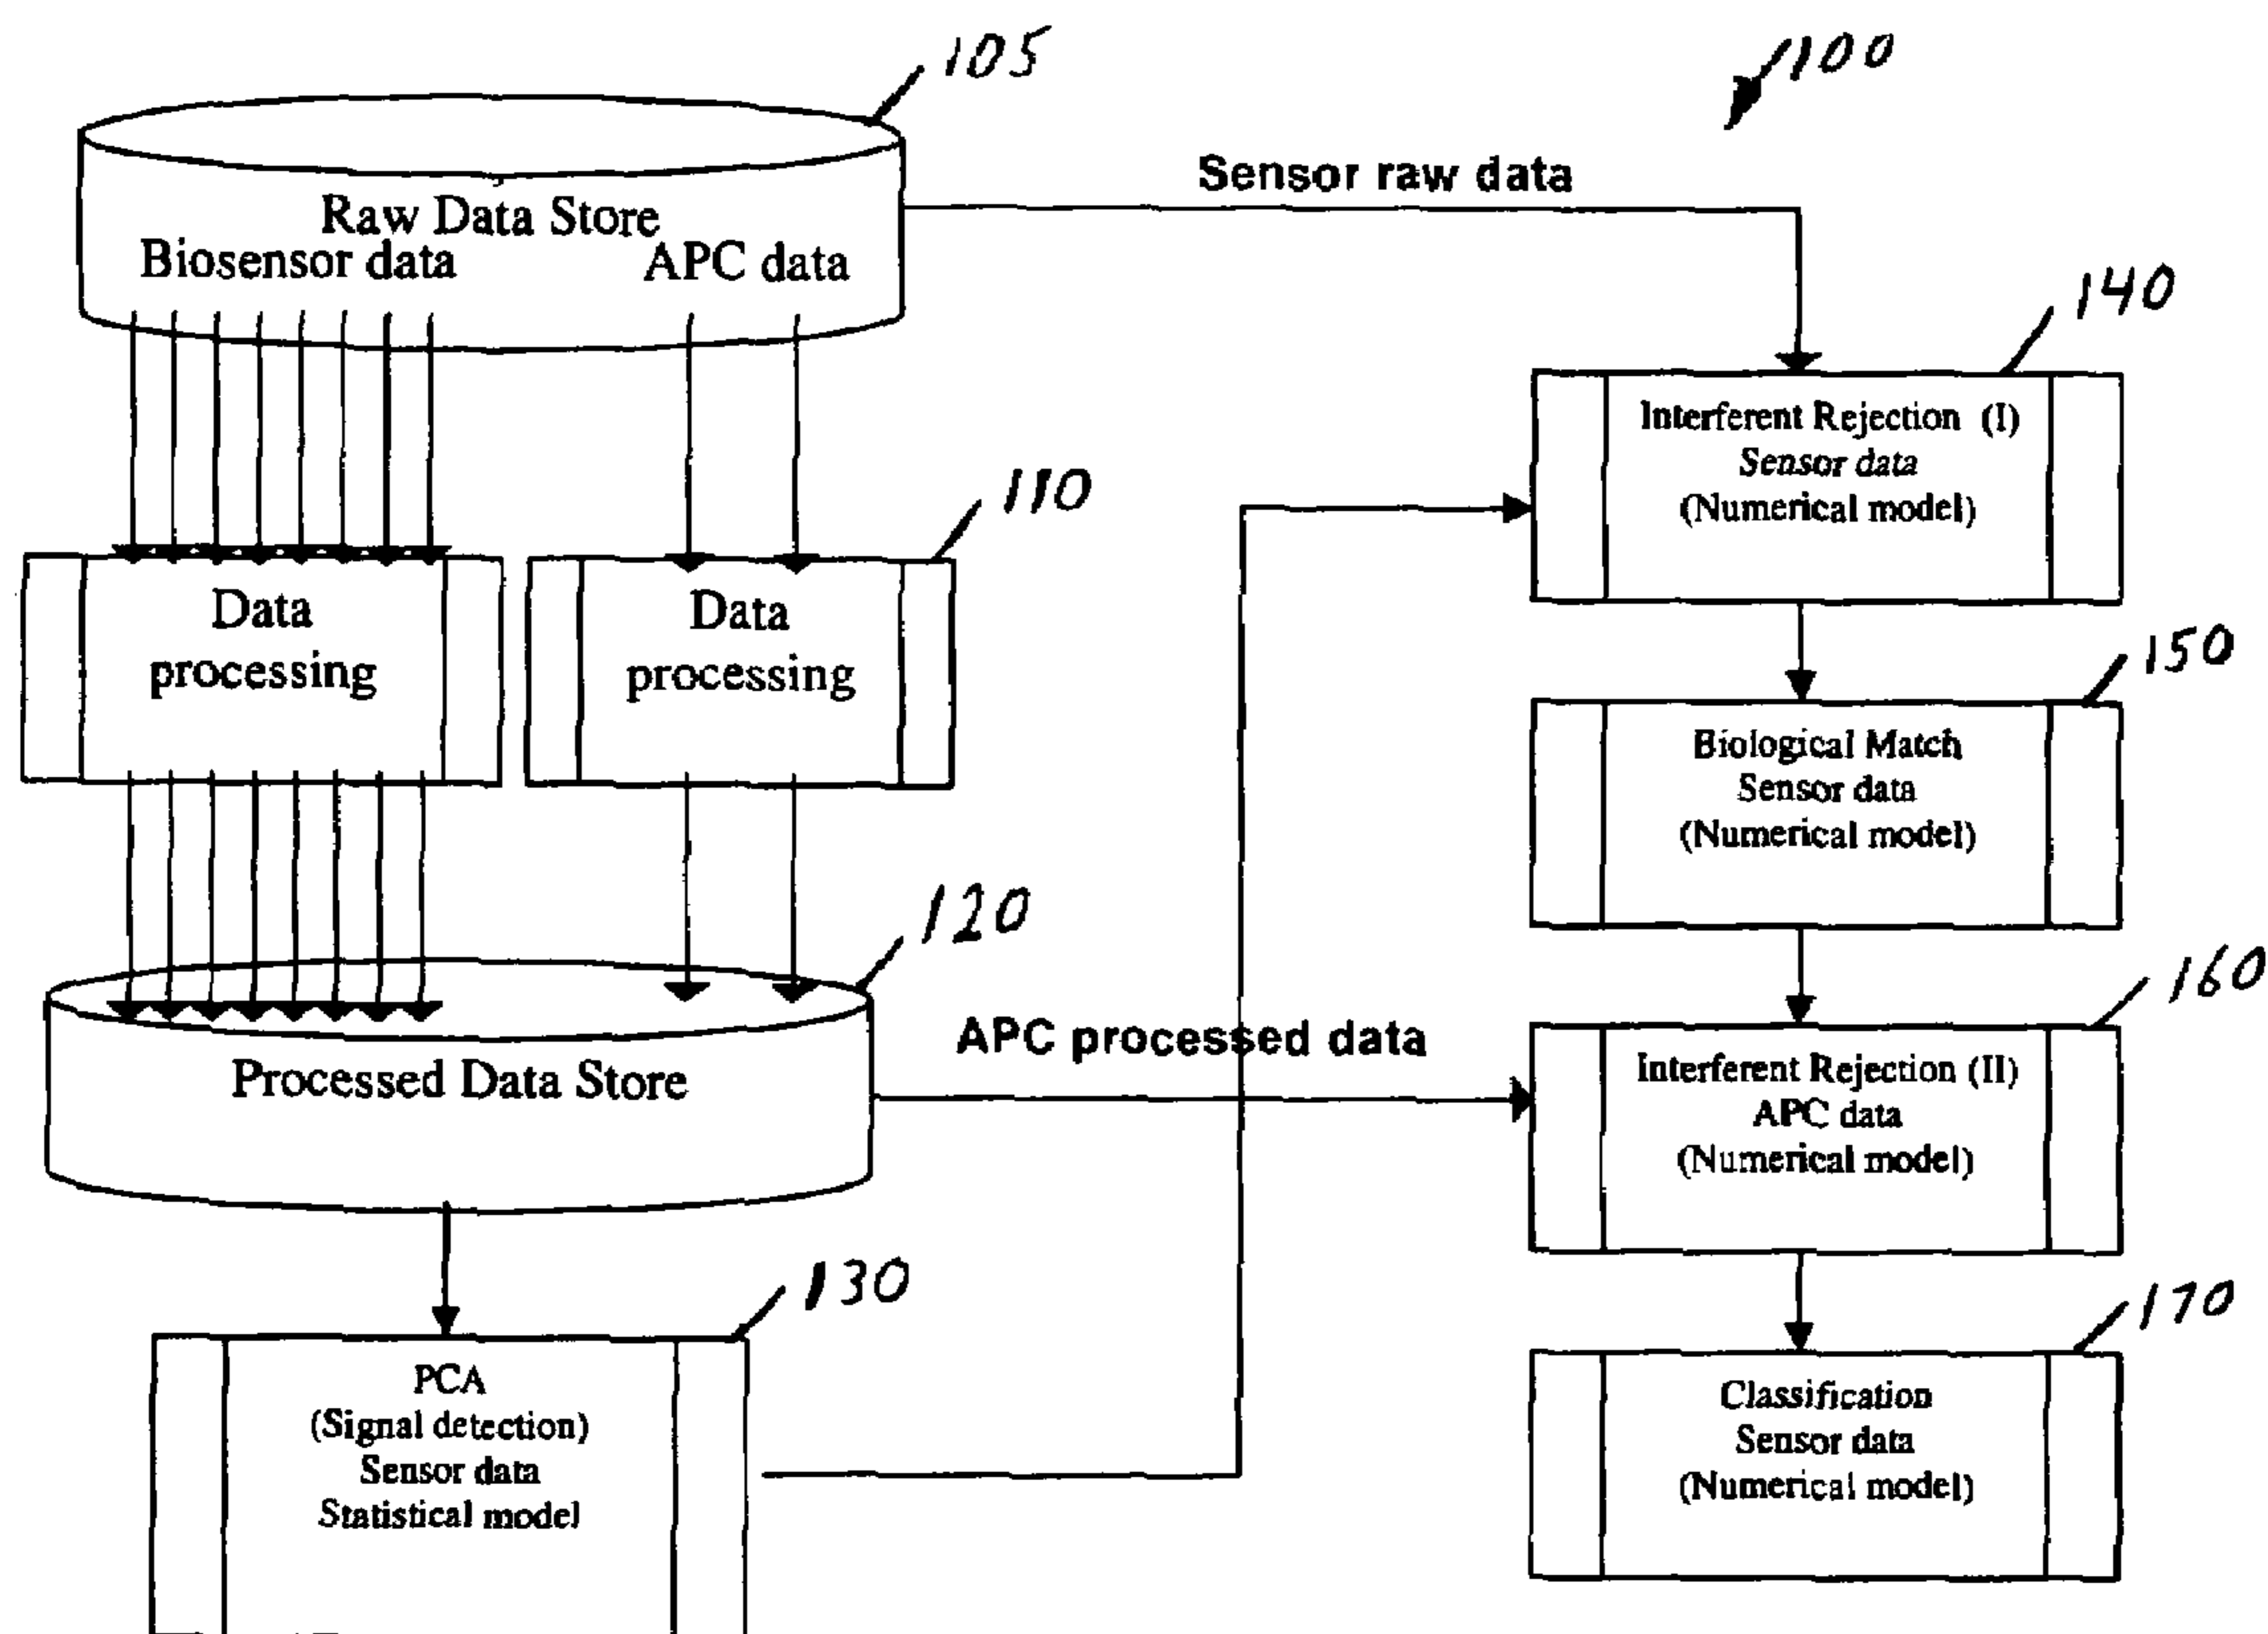 105
100
Sensor raw data
Raw Data Store
Biosensor data APC data
140
Interferent Rejection (I)
Sensor data
(Numerical model)
110
Data
processing
Data
processing
150
Biological Match
Sensor data
(Numerical model)
120
160
APC processed data
Processed Data Store
Interferent Rejection (II)
APC data
(Numerical model)
130
PCA
(Signal detection)
Sensor data
Statistical model
170
Classification
Sensor data
(Numerical model)